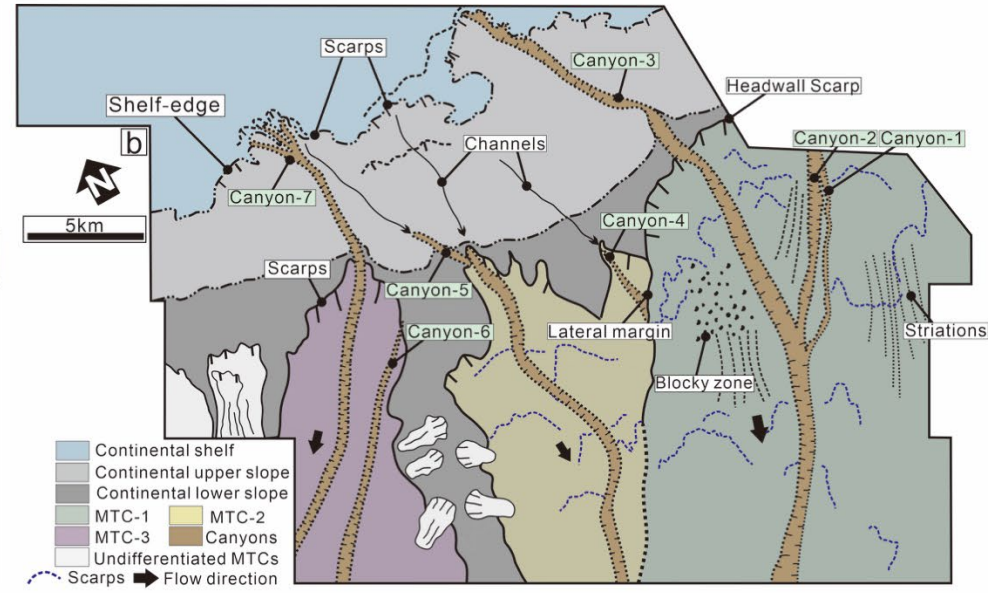 Scarps
Canyon-3
Headwall Scarp
Shelf-edge
b
Channels
Canyon-2
Canyon-1
N
Canyon-7
5km
Canyon-4
Scarps
Canyon-5
Canyon-6
Lateral margin
Striations
Blocky zone
Continental shelf
Continental upper slope
Continental lower slope
MTC-1
MTC-2
MTC-3
Canyons
Undifferentiated MTCs
Scarps
Flow direction